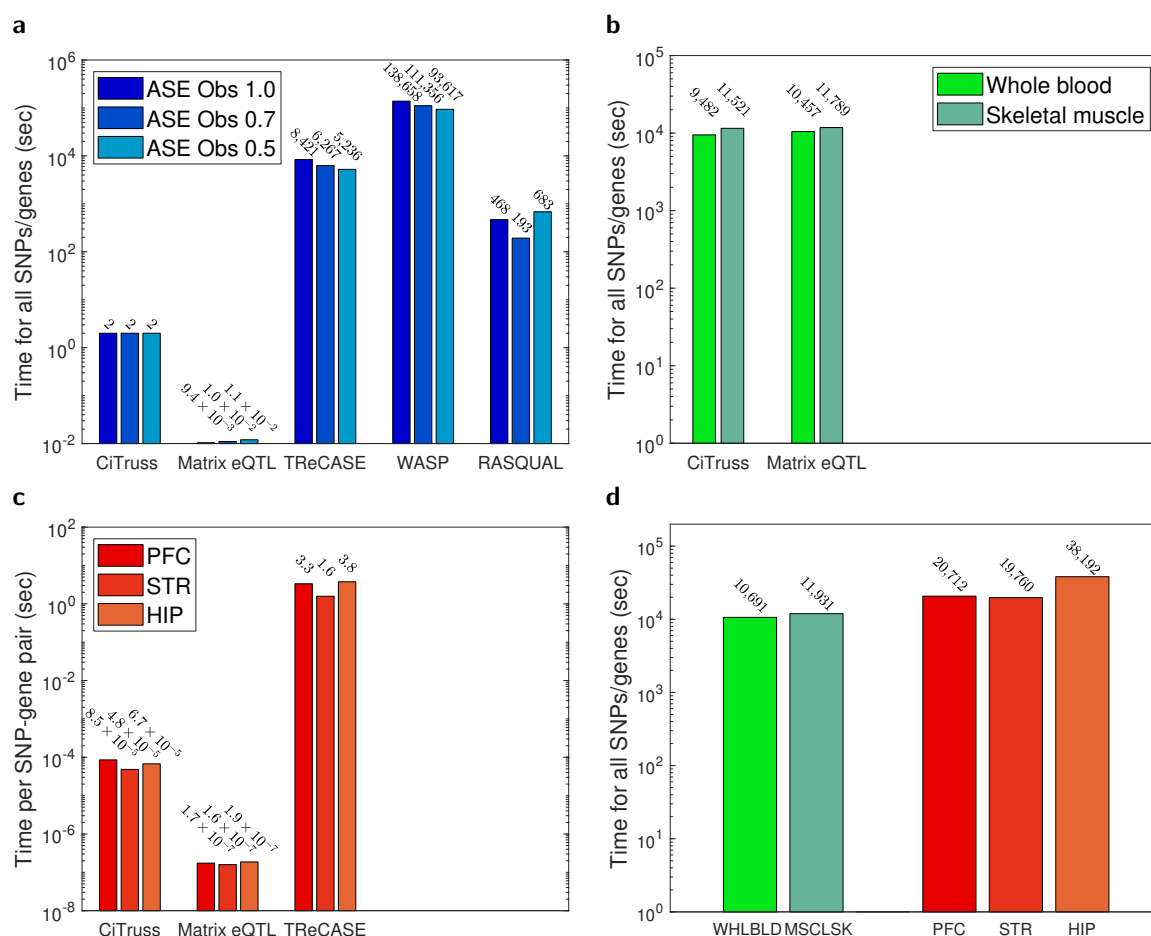 a
Time for all SNPs/genes (sec)
10^6
10^4
10^2
10^0
10^-2
ASE Obs 1.0
ASE Obs 0.7
ASE Obs 0.5
2
2
2
9.4 × 10^-3
1.0 × 10^-2
1.1 × 10^-2
8,421
6,267
5,236
138,658
111,356
93,617
468
193
683
CiTruss Matrix eQTL TReCASE WASP RASQUAL
b
Time for all SNPs/genes (sec)
10^5
10^4
10^3
10^2
10^1
10^0
Whole blood
Skeletal muscle
9,482
11,521
10,457
11,789
CiTruss Matrix eQTL
c
Time per SNP-gene pair (sec)
10^2
10^0
10^-2
10^-4
10^-6
10^-8
PFC
STR
HIP
8.5 × 10^-5
4.8 × 10^-5
6.7 × 10^-5
1.7 × 10^-7
1.6 × 10^-7
1.9 × 10^-7
3.3
1.6
3.8
CiTruss Matrix eQTL TReCASE
d
Time for all SNPs/genes (sec)
10^5
10^4
10^3
10^2
10^1
10^0
10,691
11,931
20,712
19,760
38,192
WHLBLD MSCLSK PFC STR HIP